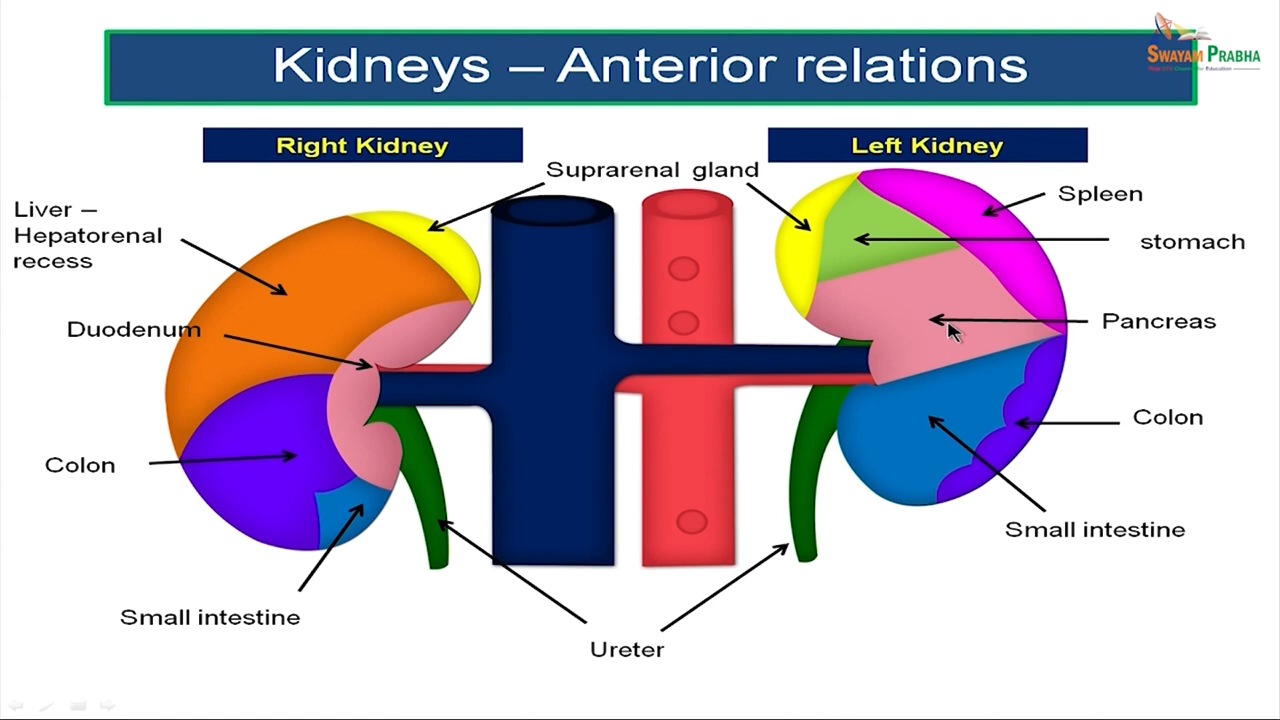 Kidneys – Anterior relations
SWAYAM PRABHA
Right Kidney
Left Kidney
Suprarenal gland
Liver –
Hepatorenal
recess
Spleen
stomach
Duodenum
Pancreas
Colon
Colon
Small intestine
Small intestine
Ureter